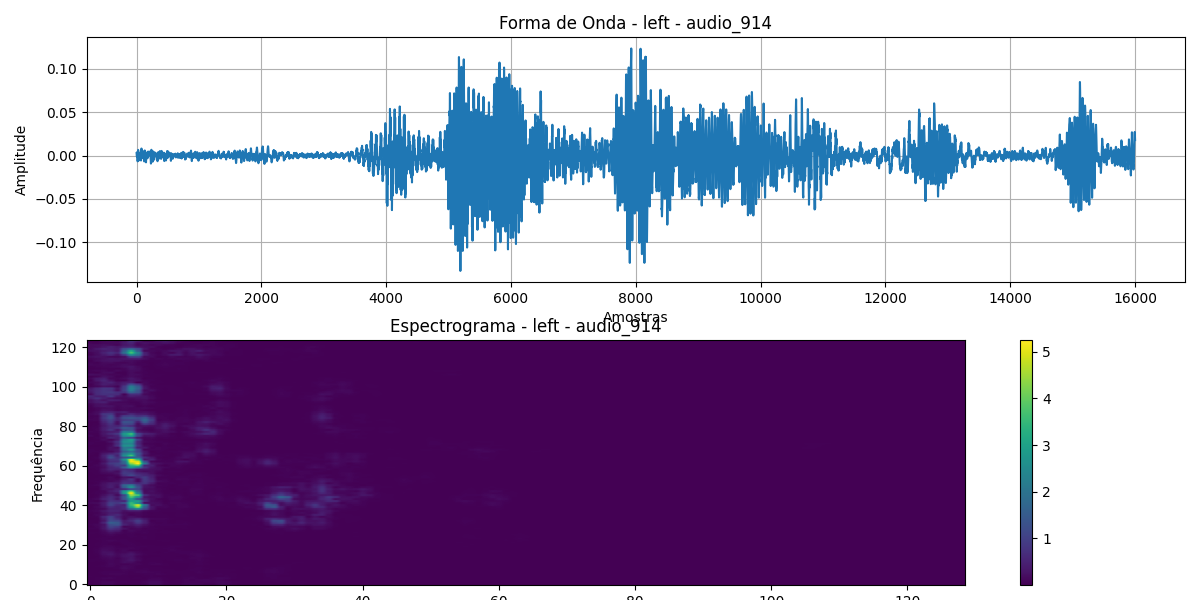 Forma de Onda - left - audio_914
Amplitude
0.10
0.05
0.00
−0.05
−0.10
0 2000 4000 6000 8000 10000 12000 14000 16000
Amostras
Espectrograma - left - audio_914
Frequência
120
100
80
60
40
20
0
0 20 40 60 80 100 120
5
4
3
2
1